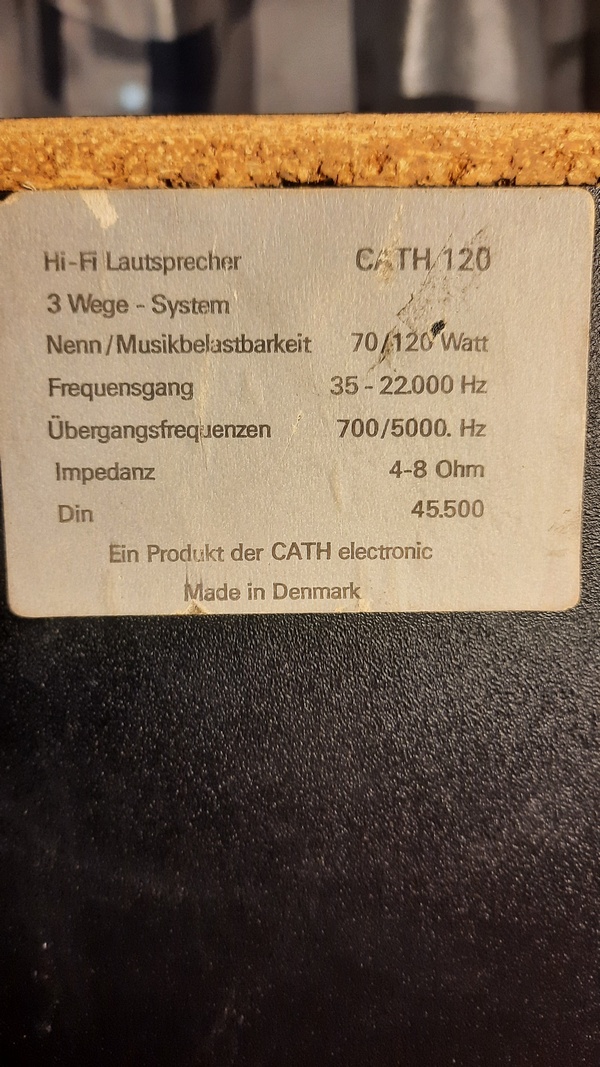 Hi-Fi Lautsprecher CATH 120
3 Wege - System
Nenn/Musikbelastbarkeit 70/120 Watt
Frequensgang 35 - 22.000 Hz
Übergangsfrequenzen 700/5000. Hz
Impedanz 4-8 Ohm
Din 45.500
Ein Produkt der CATH electronic
Made in Denmark